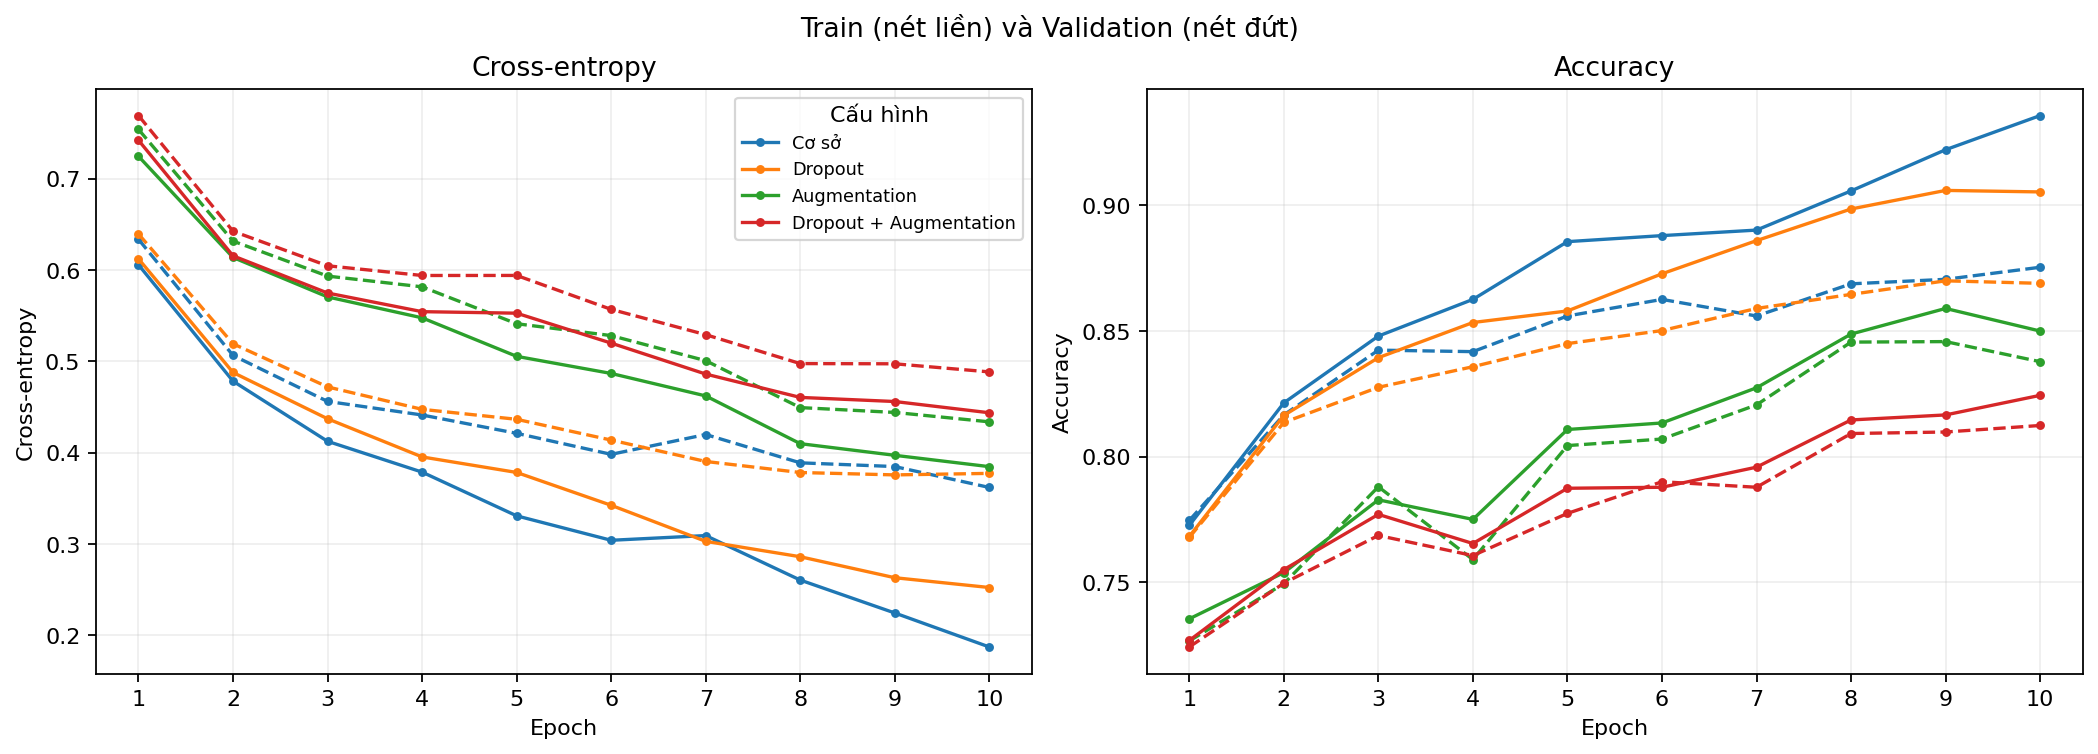 Train (nét liền) và Validation (nét đứt)
Cross-entropy
Cross-entropy
0.7
0.6
0.5
0.4
0.3
0.2
Cấu hình
Cơ sở
Dropout
Augmentation
Dropout + Augmentation
1 2 3 4 5 6 7 8 9 10
Epoch
Accuracy
Accuracy
0.90
0.85
0.80
0.75
1 2 3 4 5 6 7 8 9 10
Epoch